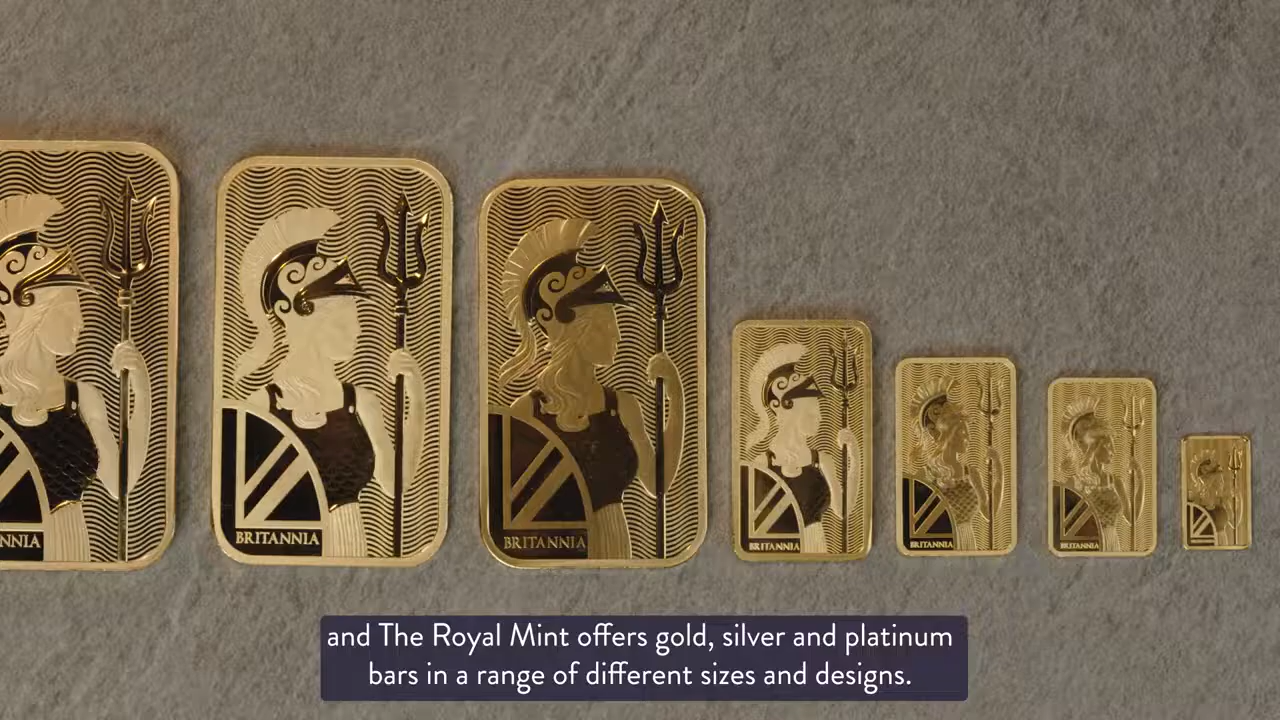 NNIA
BRITANNIA
BRITANNIA
BRITANNIA
BRITANNIA
BRITANNIA
and The Royal Mint offers gold, silver and platinum
bars in a range of different sizes and designs.